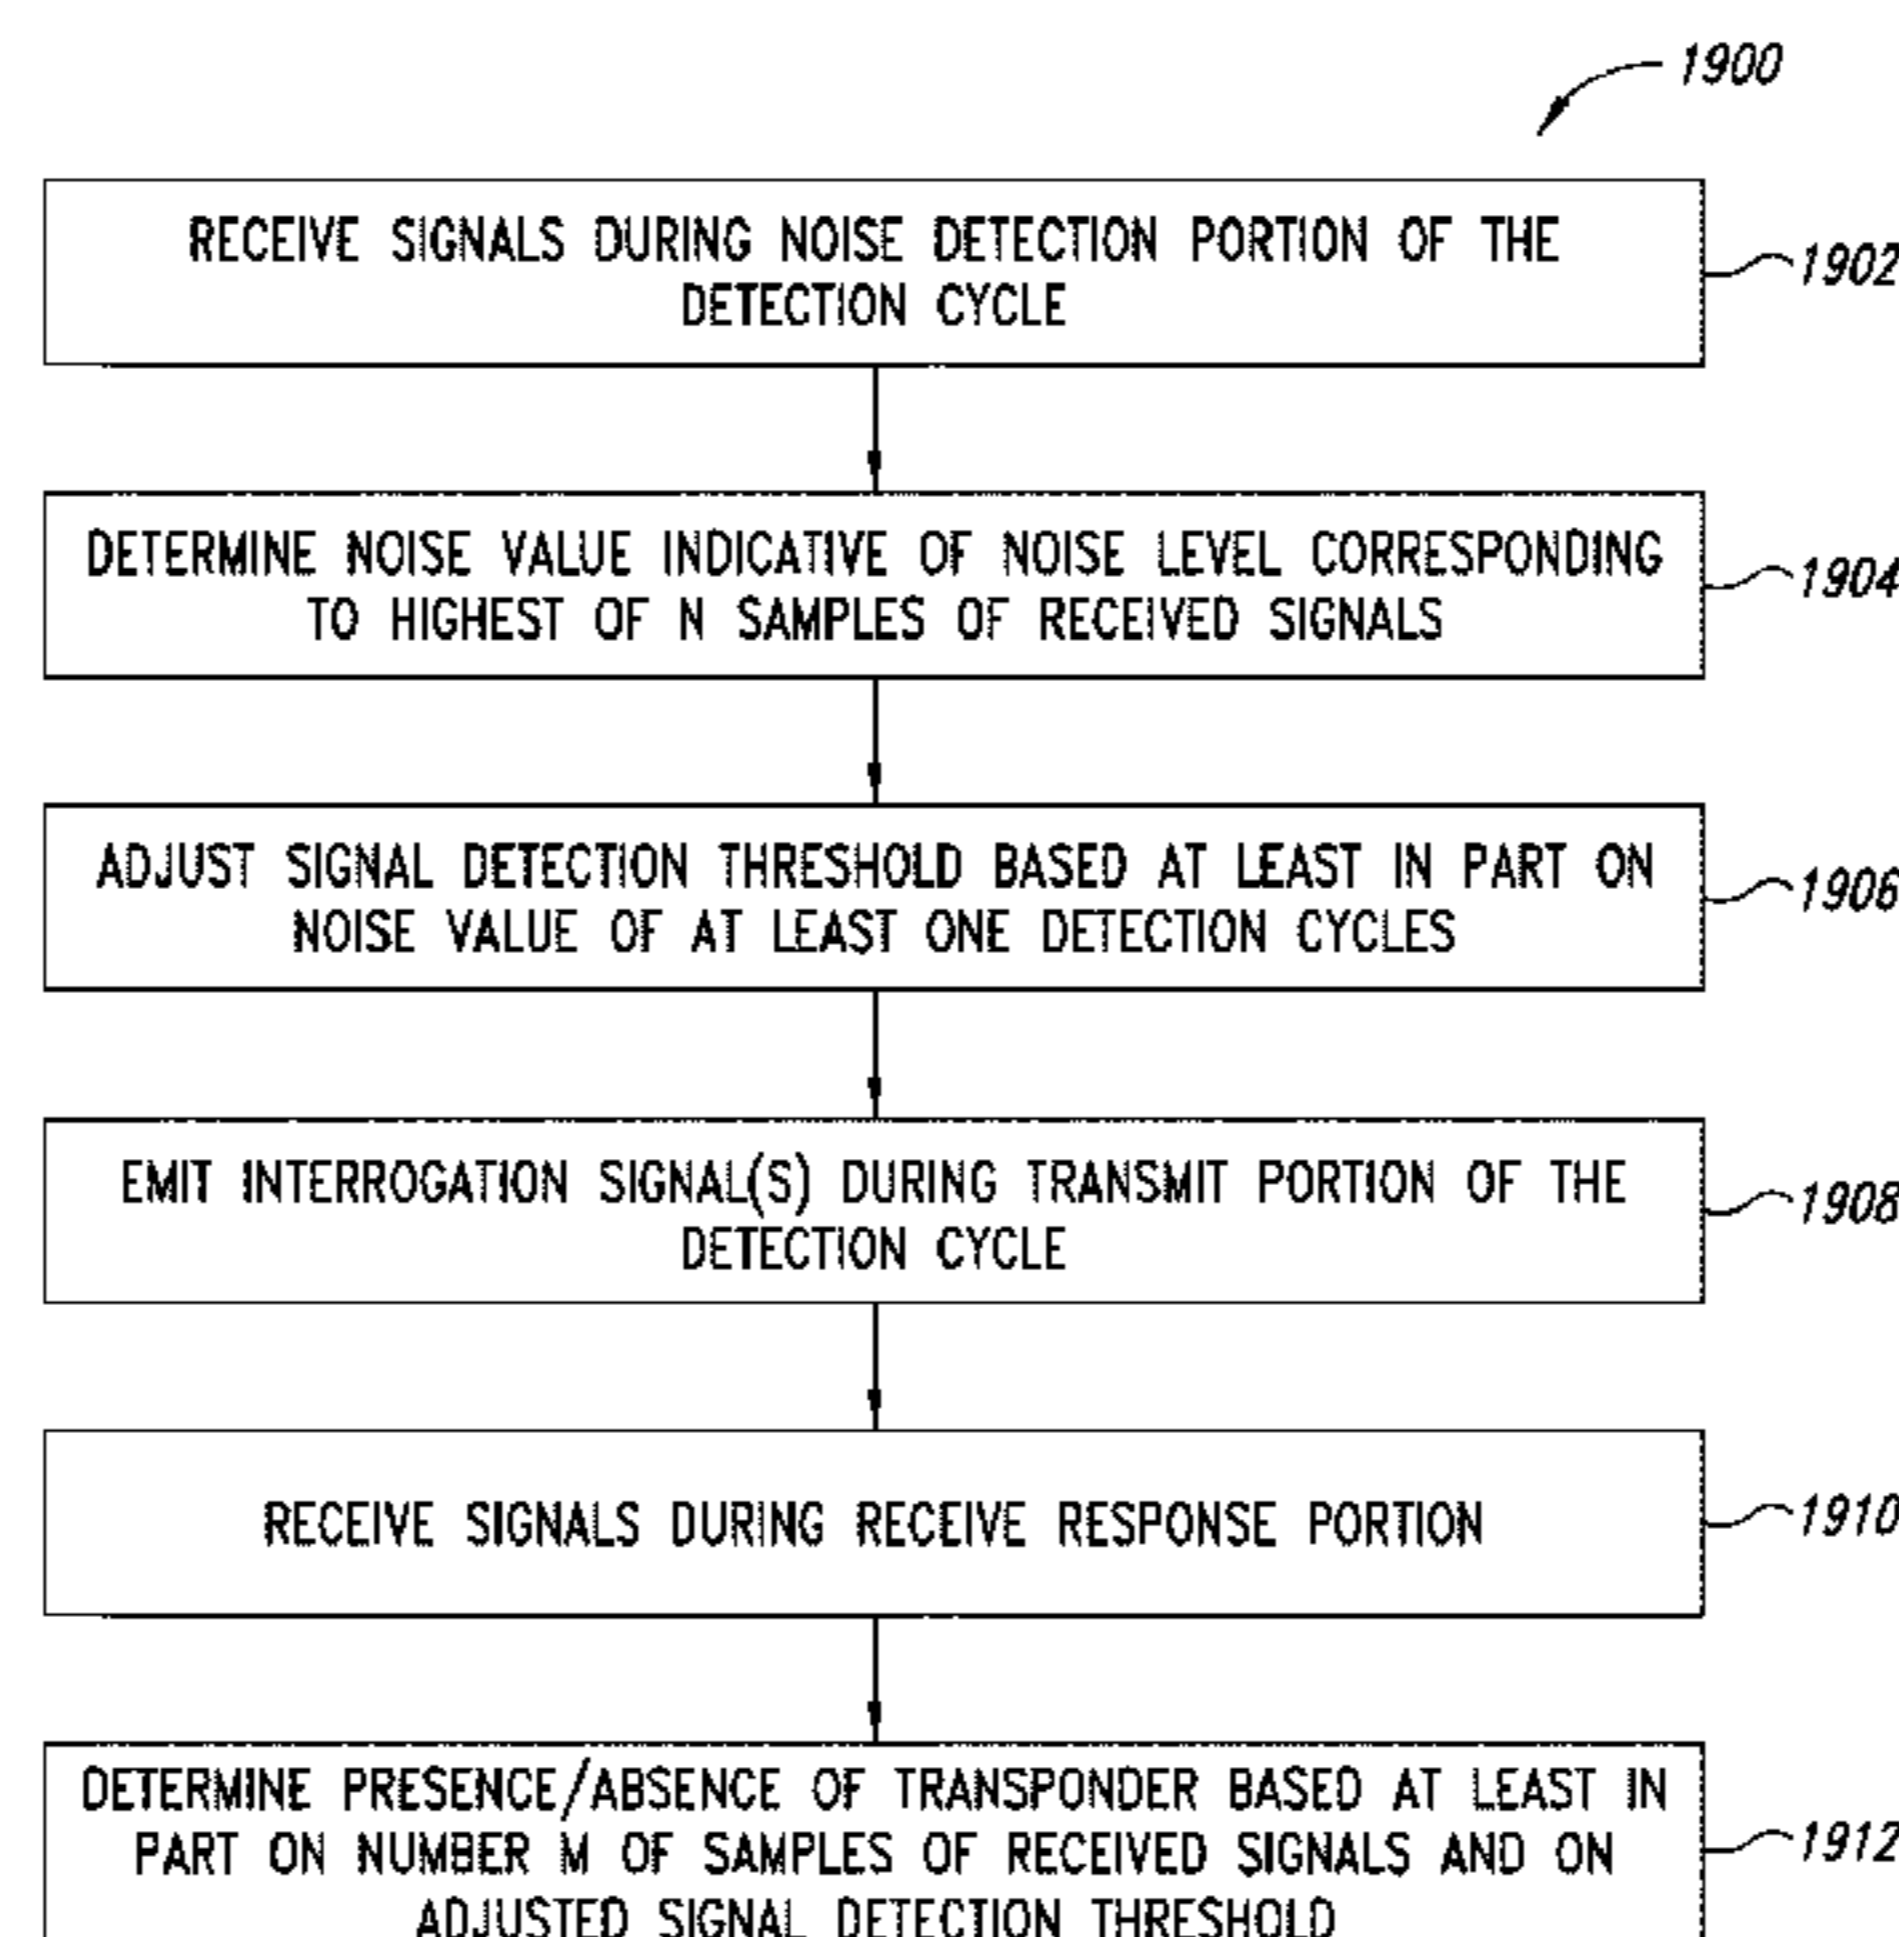 1900
RECEIVE SIGNALS DURING NOISE DETECTION PORTION OF THE
DETECTION CYCLE
1902
DETERMINE NOISE VALUE INDICATIVE OF NOISE LEVEL CORRESPONDING
TO HIGHEST OF N SAMPLES OF RECEIVED SIGNALS
1904
ADJUST SIGNAL DETECTION THRESHOLD BASED AT LEAST IN PART ON
NOISE VALUE OF AT LEAST ONE DETECTION CYCLES
1906
EMIT INTERROGATION SIGNAL(S) DURING TRANSMIT PORTION OF THE
DETECTION CYCLE
1908
RECEIVE SIGNALS DURING RECEIVE RESPONSE PORTION
1910
DETERMINE PRESENCE/ABSENCE OF TRANSPONDER BASED AT LEAST IN
PART ON NUMBER M OF SAMPLES OF RECEIVED SIGNALS AND ON
ADJUSTED SIGNAL DETECTION THRESHOLD
1912